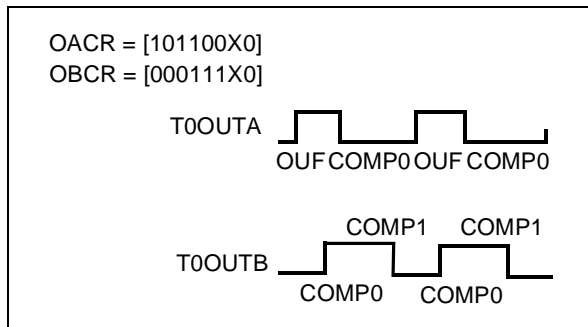 OACR = [101100X0]
OBCR = [000111X0]
T0OUTA
OUF COMP0 OUF COMP0
COMP1 COMP1
T0OUTB
COMP0 COMP0